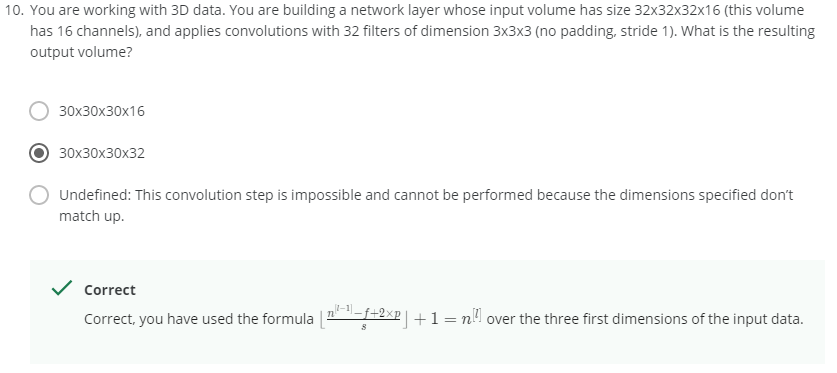 10. You are working with 3D data. You are building a network layer whose input volume has size 32x32x32x16 (this volume
has 16 channels), and applies convolutions with 32 filters of dimension 3x3x3 (no padding, stride 1). What is the resulting
output volume?
30x30x30x16
30x30x30x32
Undefined: This convolution step is impossible and cannot be performed because the dimensions specified don't
match up.
Correct
Correct, you have used the formula ⌊(n^[l−1] − f + 2 × p)/s⌋ + 1 = n^[l] over the three first dimensions of the input data.